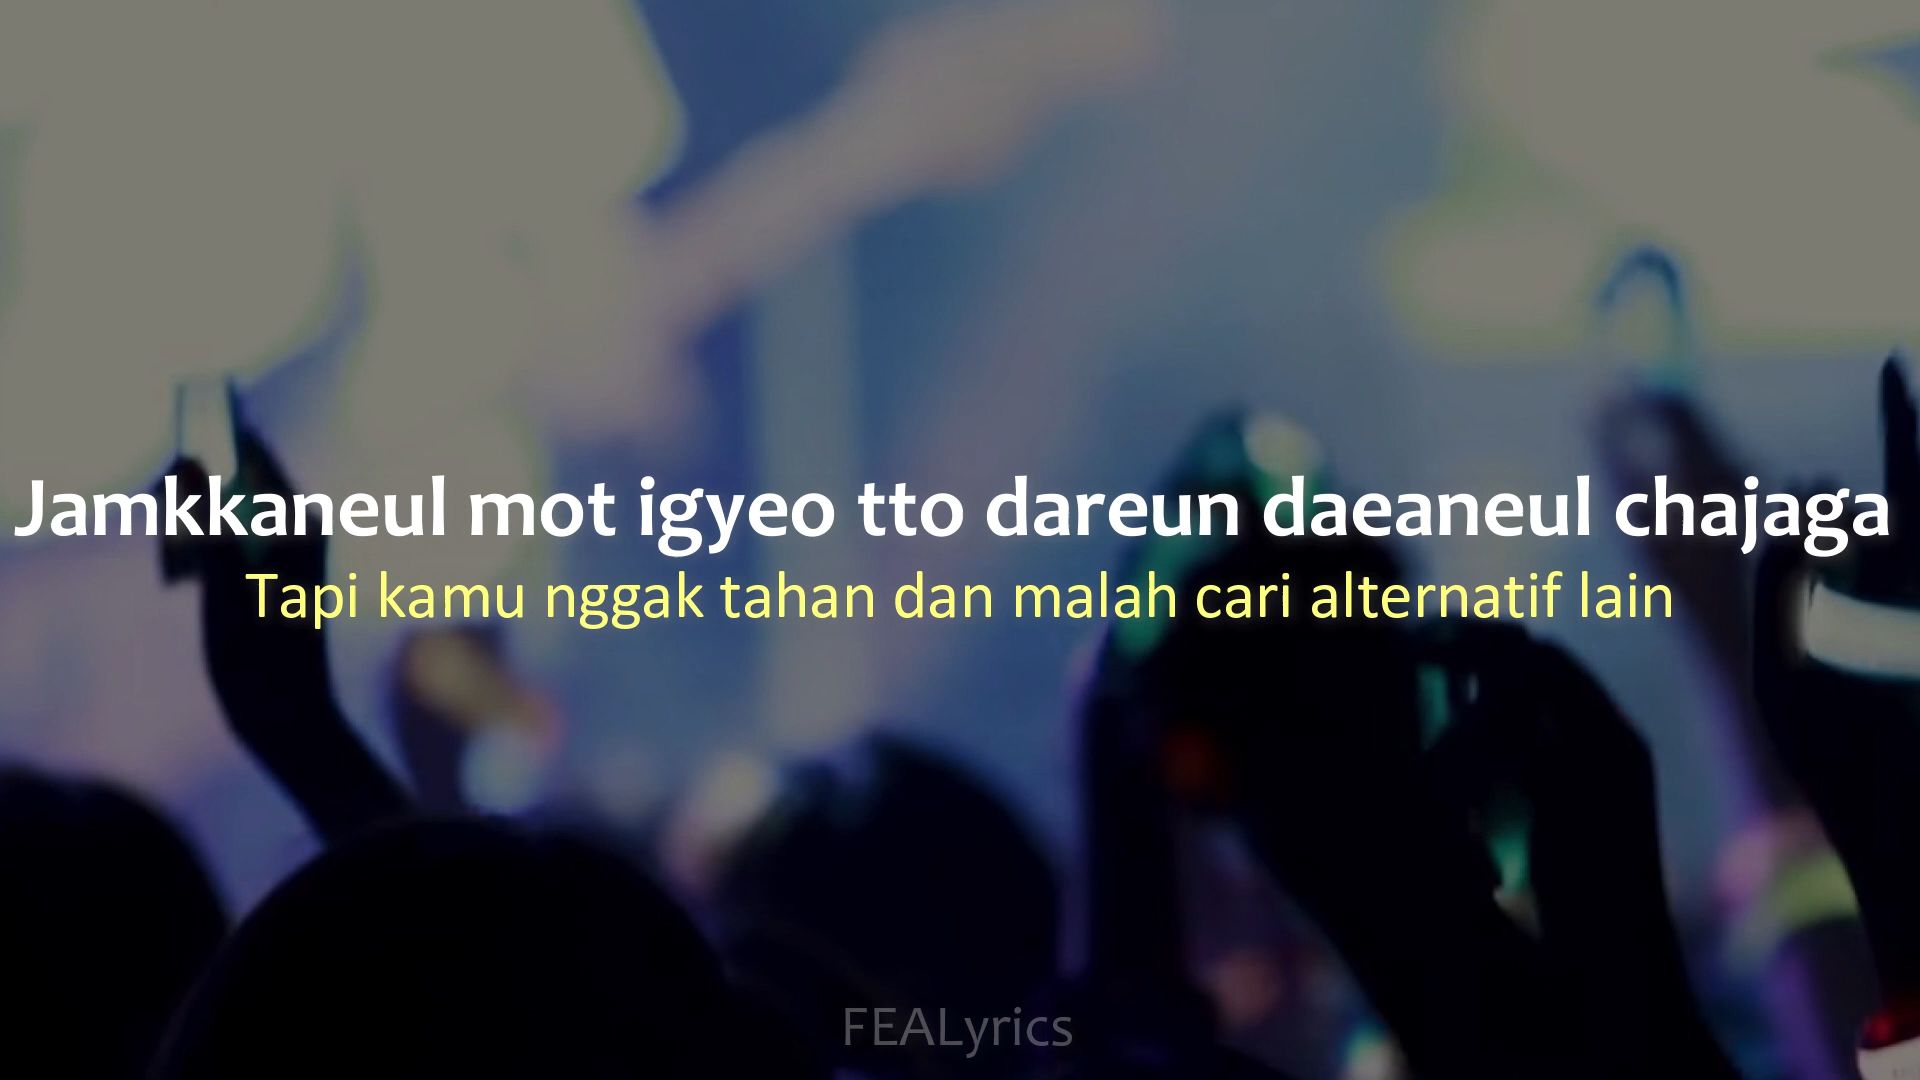 Jamkkaneul mot igyeo tto dareun daeaneul chajaga
Tapi kamu nggak tahan dan malah cari alternatif lain
FEALyrics